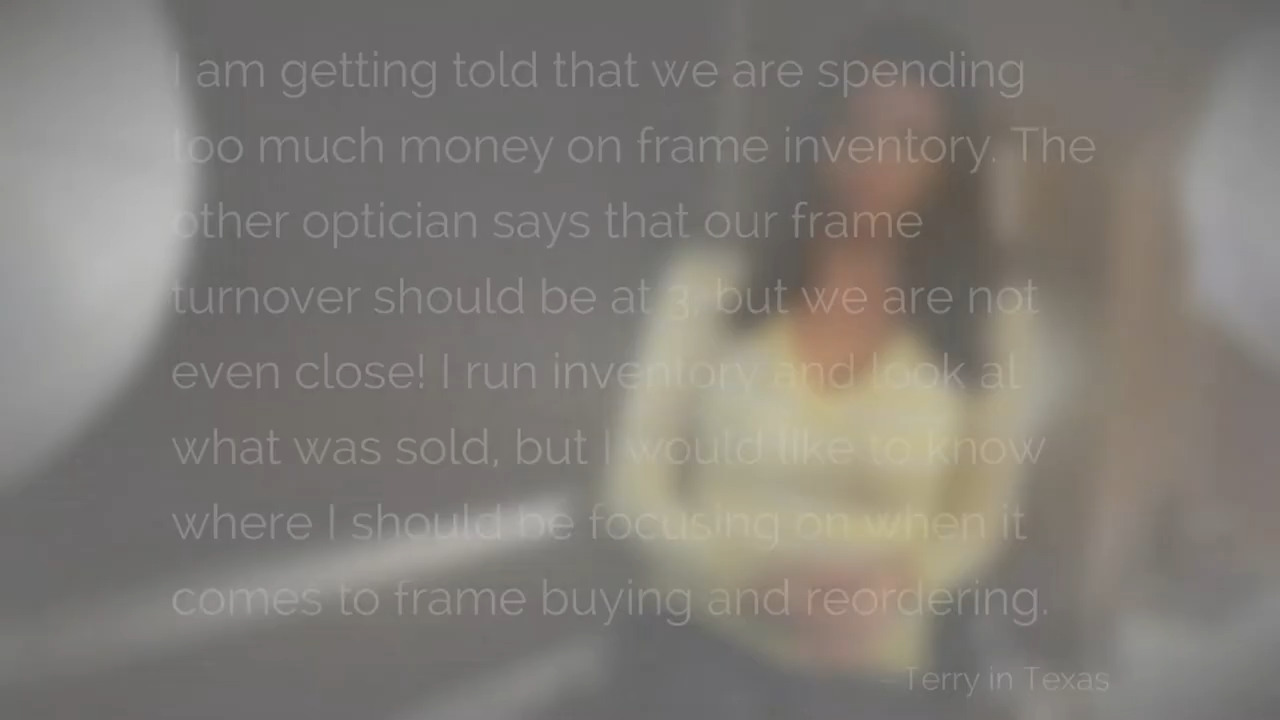 I am getting told that we are spending
too much money on frame inventory. The
other optician says that our frame
turnover should be at 3, but we are not
even close! I run inventory and look al
what was sold, but I would like to know
where I should be focusing on when it
comes to frame buying and reordering.
Terry in Texas